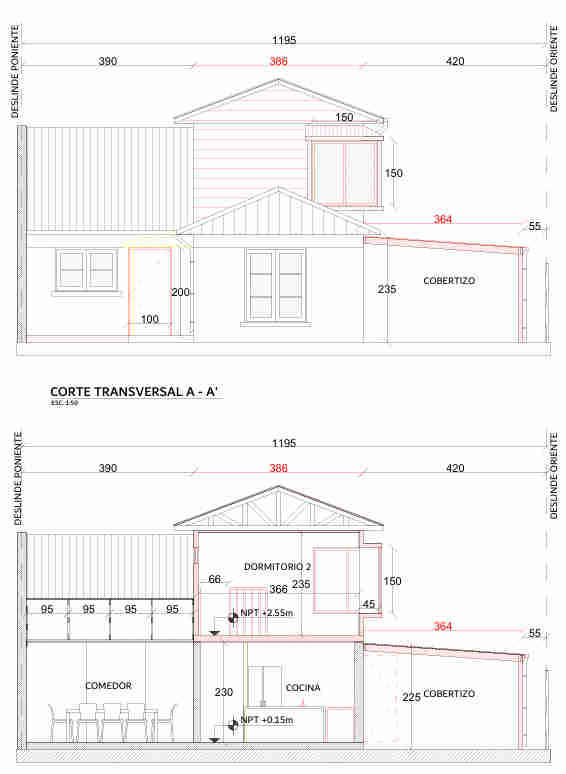 1195
DESLINDE PONIENTE
DESLINDE ORIENTE
390
386
420
150
150
364
55
COBERTIZO
235
200
100
CORTE TRANSVERSAL A - A'
ESC. 1:50
1195
DESLINDE PONIENTE
DESLINDE ORIENTE
390
386
420
DORMITORIO 2
66
366
235
150
45
95
95
95
95
NPT +2.55m
364
55
COMEDOR
230
COCINA
225
COBERTIZO
NPT +0.15m